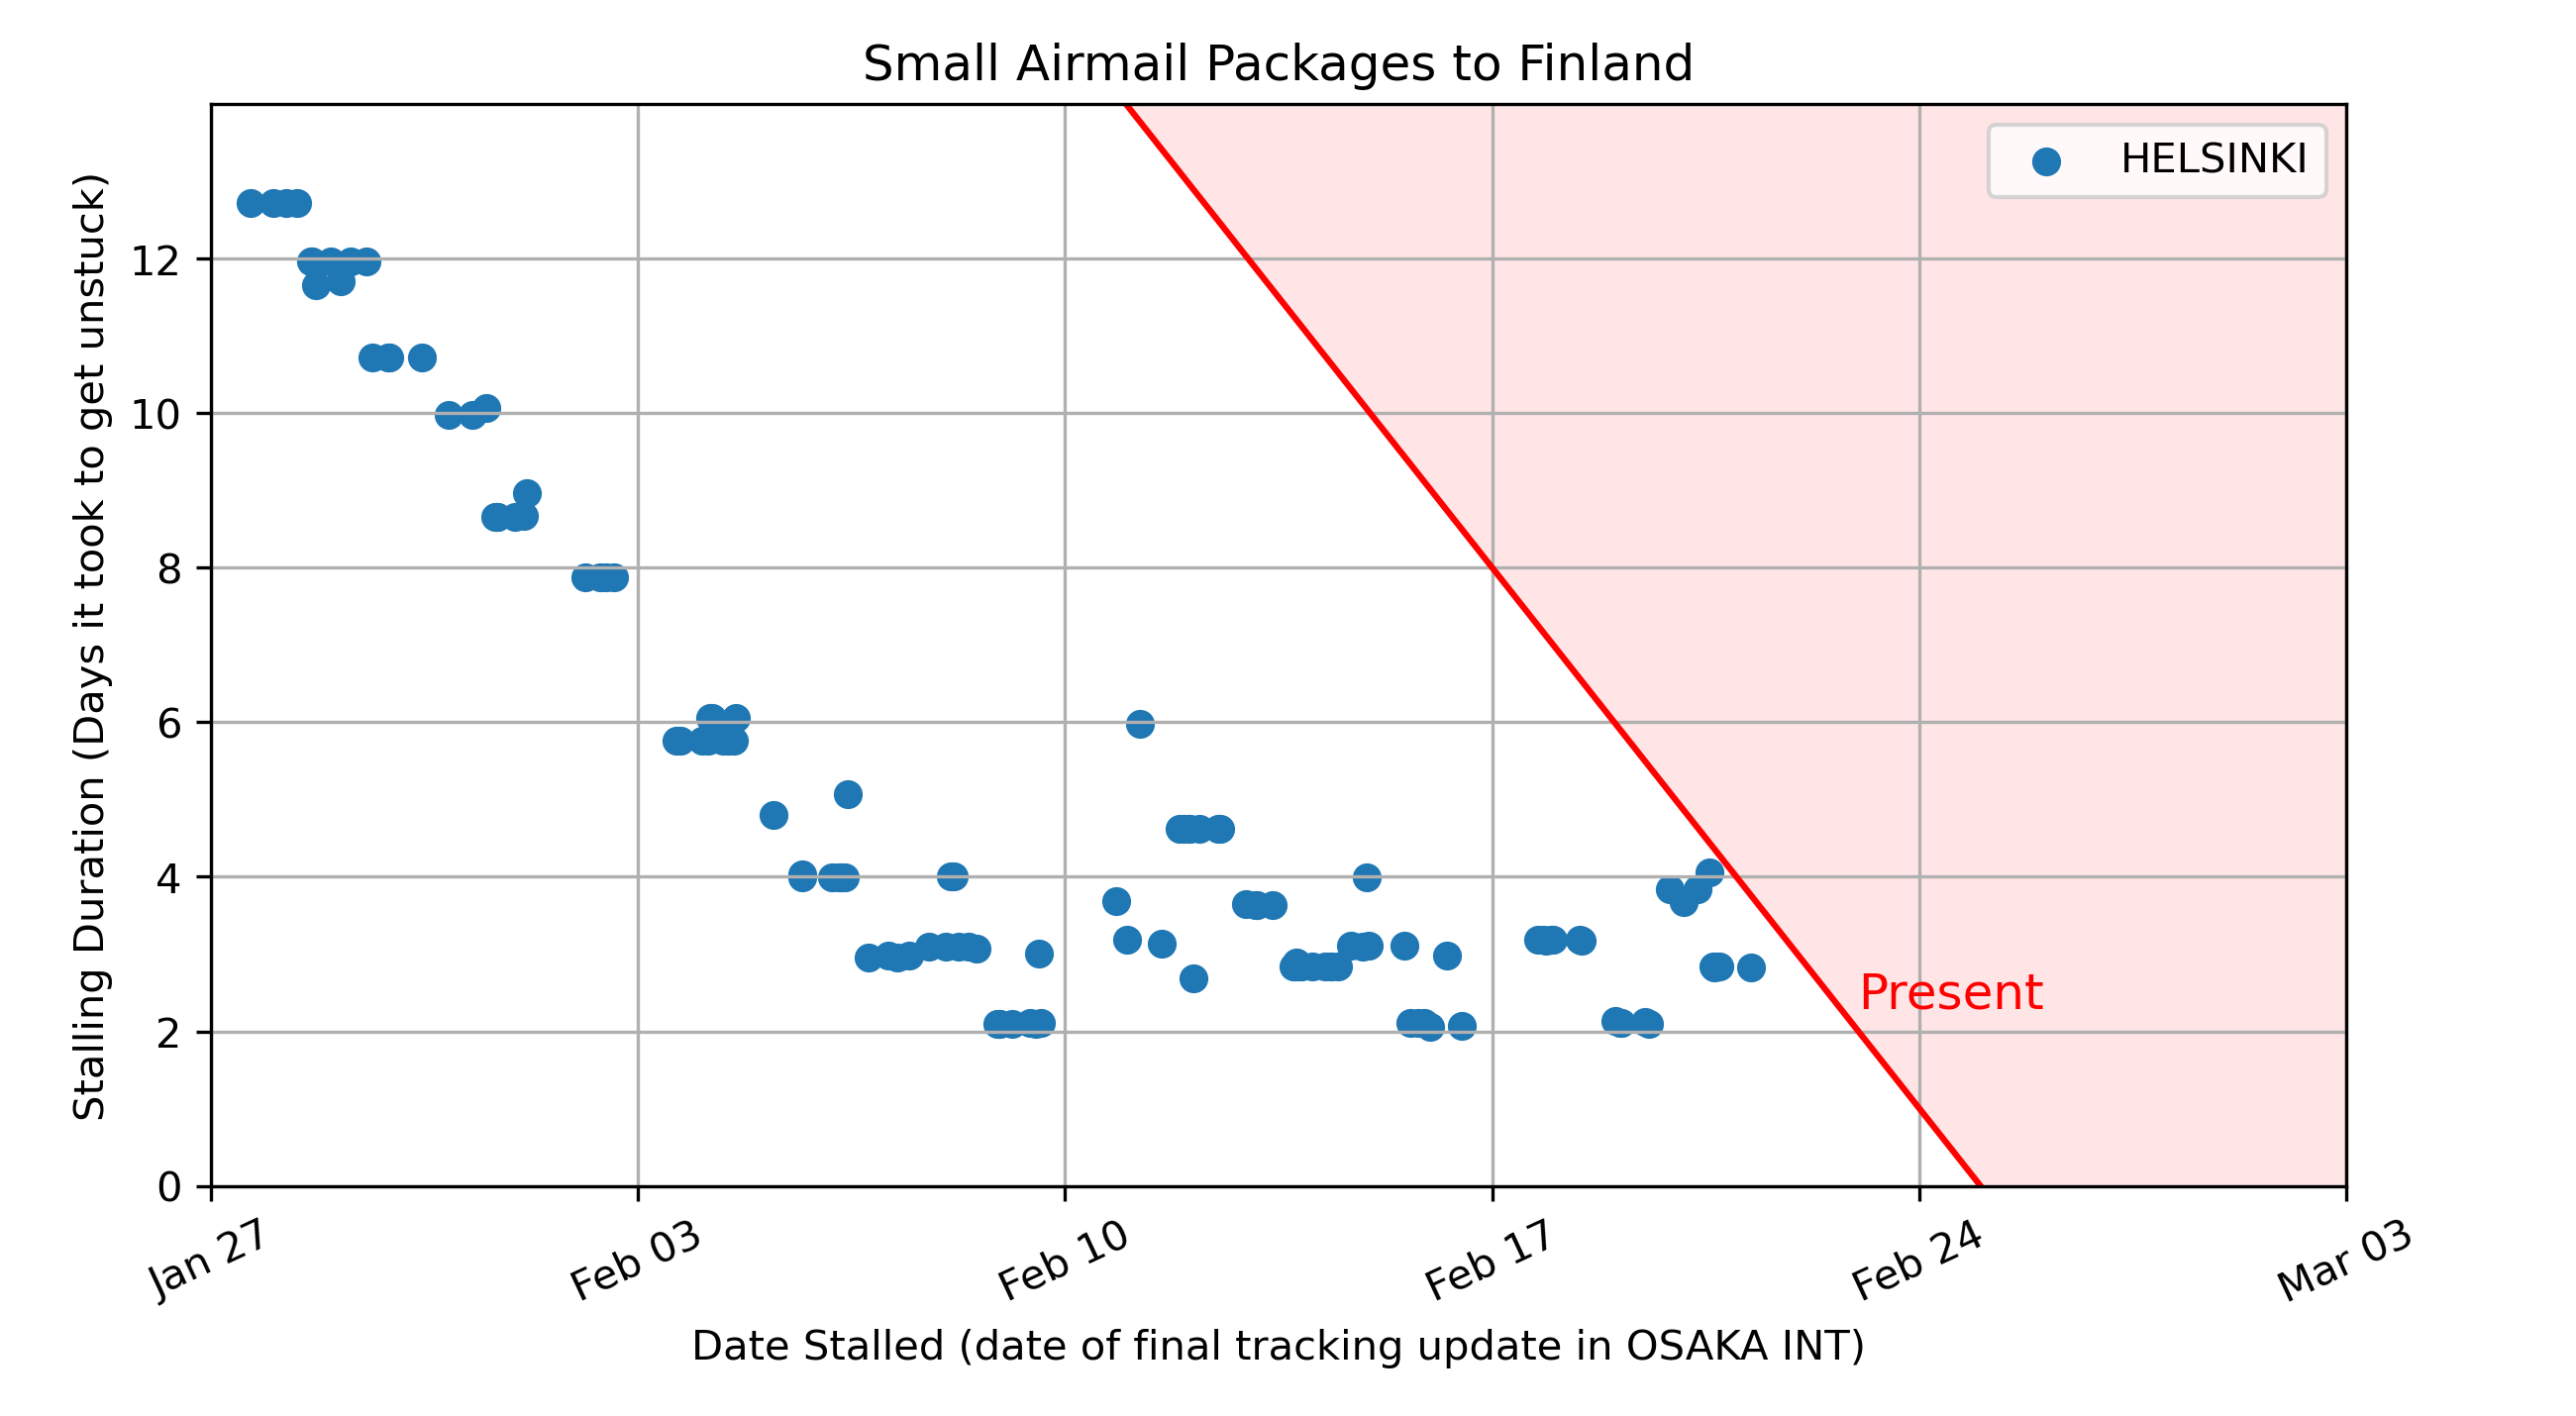 Small Airmail Packages to Finland
HELSINKI
Stalling Duration (Days it took to get unstuck)
12
10
8
6
4
2
0
Present
Jan 27
Feb 03
Feb 10
Feb 17
Feb 24
Mar 03
Date Stalled (date of final tracking update in OSAKA INT)